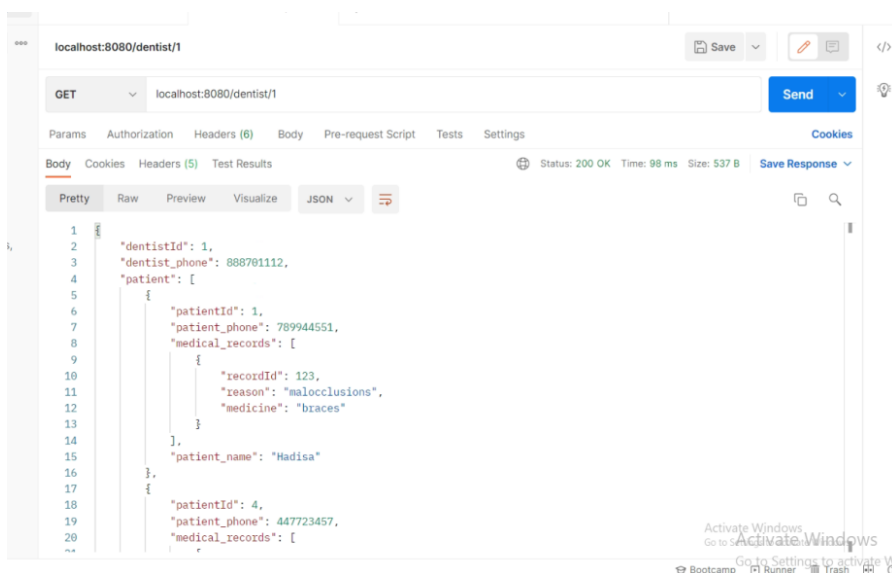 localhost:8080/dentist/1
Save
GET localhost:8080/dentist/1 Send
Params Authorization Headers (6) Body Pre-request Script Tests Settings Cookies
Body Cookies Headers (5) Test Results Status: 200 OK Time: 98 ms Size: 537 B Save Response
Pretty Raw Preview Visualize JSON
1 {
2 "dentistId": 1,
3 "dentist_phone": 888701112,
4 "patient": [
5 {
6 "patientId": 1,
7 "patient_phone": 789944551,
8 "medical_records": [
9 {
10 "recordId": 123,
11 "reason": "malocclusions",
12 "medicine": "braces"
13 }
14 ],
15 "patient_name": "Hadisa"
16 },
17 {
18 "patientId": 4,
19 "patient_phone": 447723457,
20 "medical_records": [
Activate Windows
Activate Windows
Go to Settings to activate W
Bootcamp Runner Trash